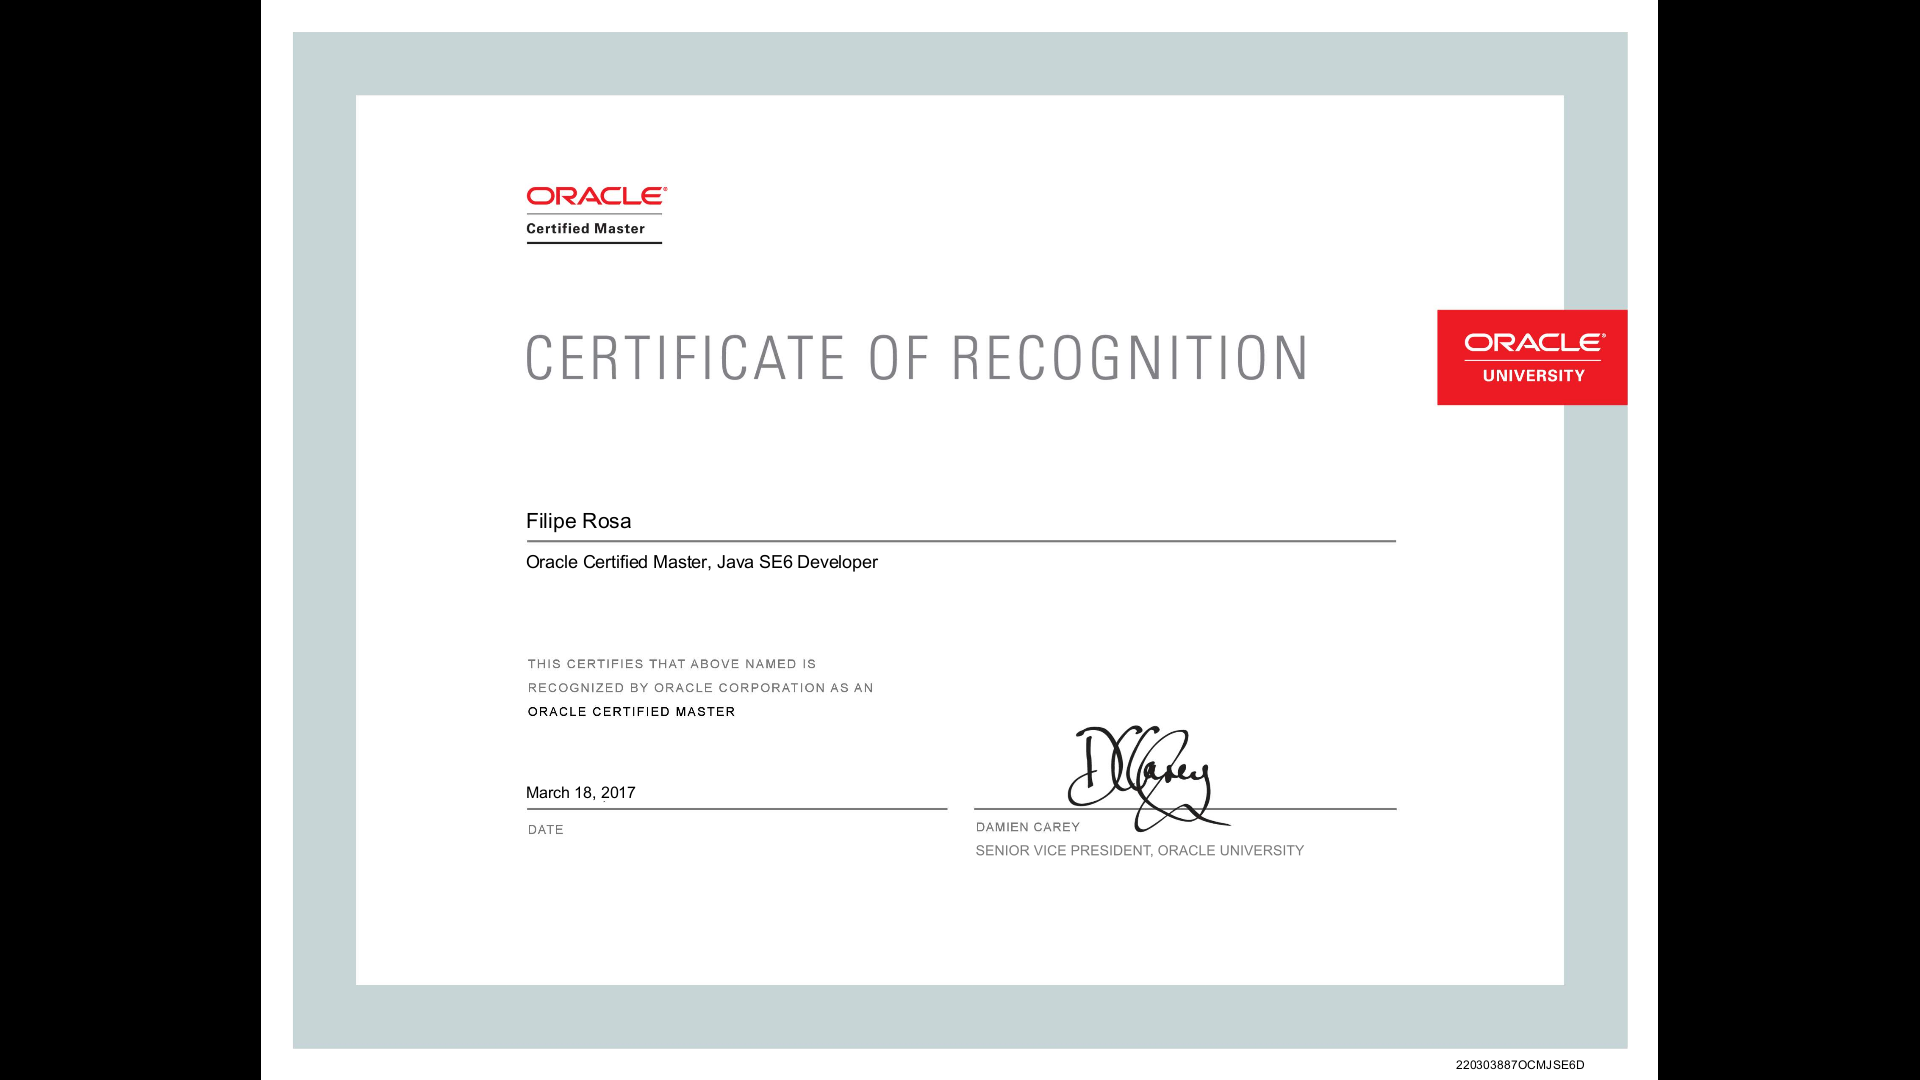 ORACLE®
Certified Master
CERTIFICATE OF RECOGNITION
ORACLE®
UNIVERSITY
Filipe Rosa
Oracle Certified Master, Java SE6 Developer
THIS CERTIFIES THAT ABOVE NAMED IS
RECOGNIZED BY ORACLE CORPORATION AS AN
ORACLE CERTIFIED MASTER
March 18, 2017
DATE
DCCarey
DAMIEN CAREY
SENIOR VICE PRESIDENT, ORACLE UNIVERSITY
220303887OCMJSE6D